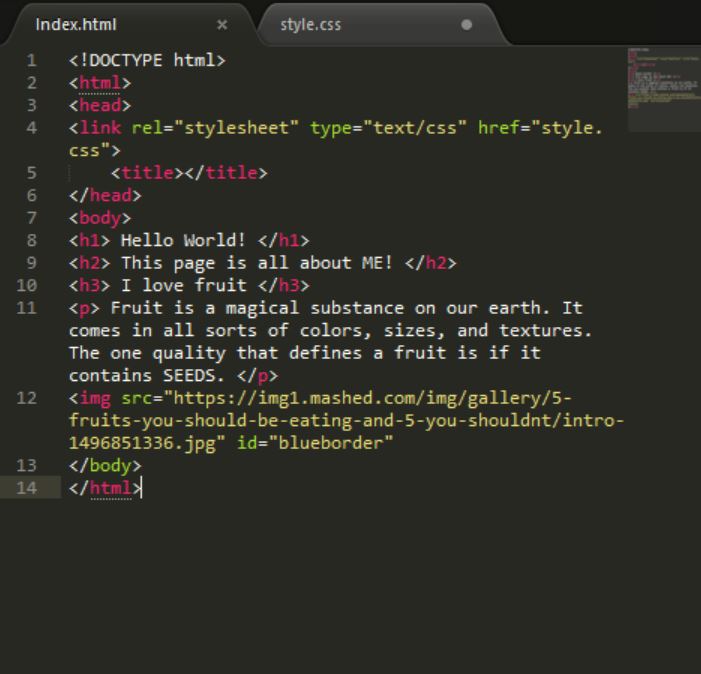 Index.html × style.css
1 <!DOCTYPE html>
2 <html>
3 <head>
4 <link rel="stylesheet" type="text/css" href="style.
css">
5     <title></title>
6 </head>
7 <body>
8 <h1> Hello World! </h1>
9 <h2> This page is all about ME! </h2>
10 <h3> I love fruit </h3>
11 <p> Fruit is a magical substance on our earth. It
comes in all sorts of colors, sizes, and textures.
The one quality that defines a fruit is if it
contains SEEDS. </p>
12 <img src="https://img1.mashed.com/img/gallery/5-
fruits-you-should-be-eating-and-5-you-shouldnt/intro-
1496851336.jpg" id="blueborder"
13 </body>
14 </html>